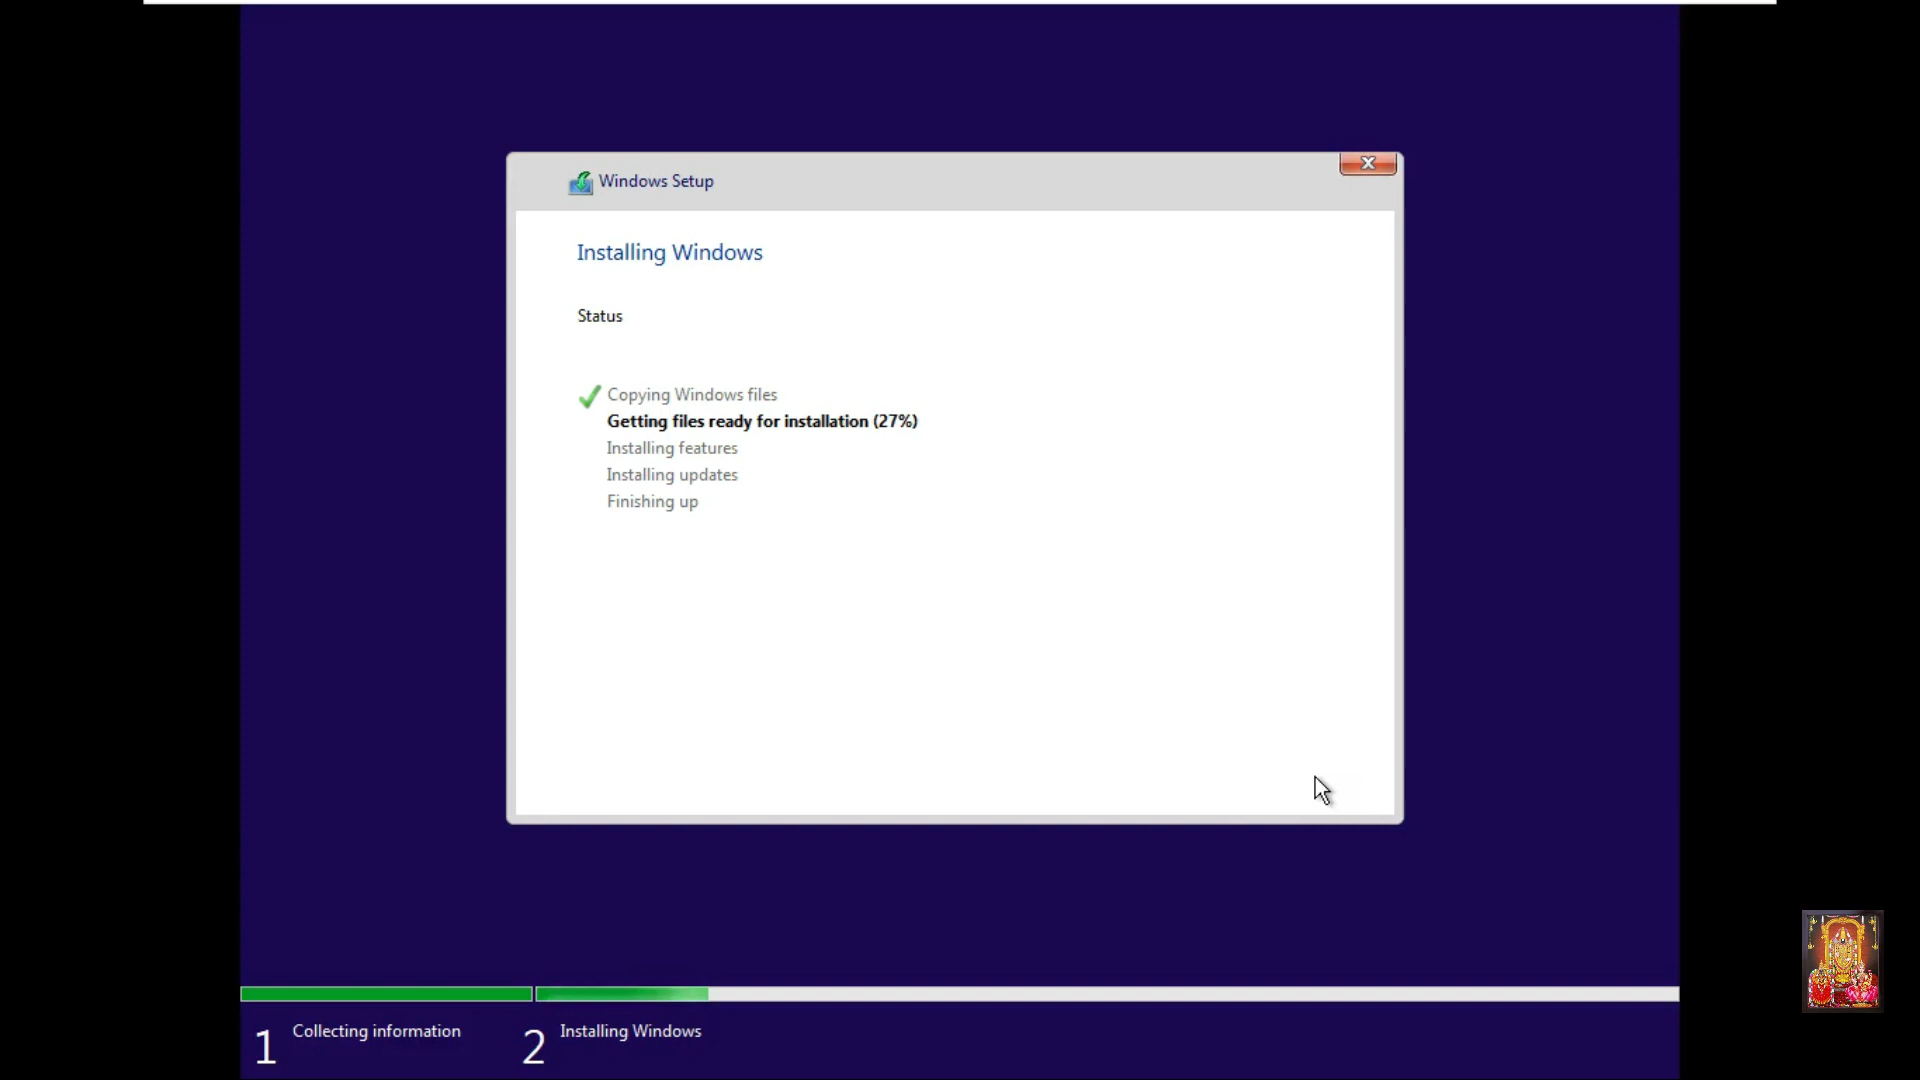 Windows Setup
Installing Windows
Status
Copying Windows files
Getting files ready for installation (27%)
Installing features
Installing updates
Finishing up
1 Collecting information
2 Installing Windows